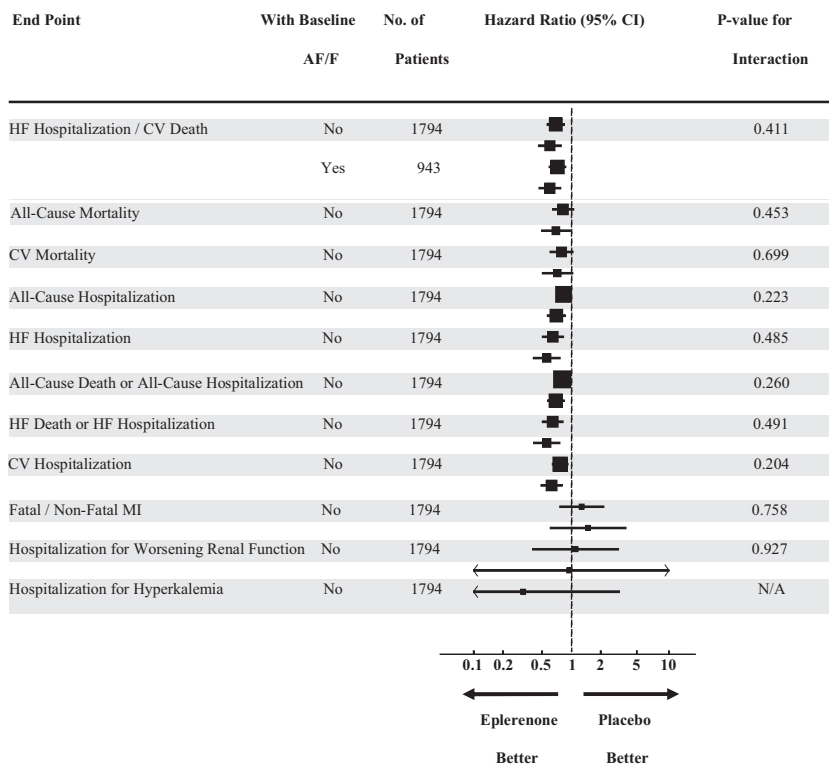 End Point With Baseline No. of Hazard Ratio (95% CI) P-value for
AF/F Patients Interaction
HF Hospitalization / CV Death No 1794 0.411
Yes 943
All-Cause Mortality No 1794 0.453
CV Mortality No 1794 0.699
All-Cause Hospitalization No 1794 0.223
HF Hospitalization No 1794 0.485
All-Cause Death or All-Cause Hospitalization No 1794 0.260
HF Death or HF Hospitalization No 1794 0.491
CV Hospitalization No 1794 0.204
Fatal / Non-Fatal MI No 1794 0.758
Hospitalization for Worsening Renal Function No 1794 0.927
Hospitalization for Hyperkalemia No 1794 N/A
0.1 0.2 0.5 1 2 5 10
Eplerenone Placebo
Better Better